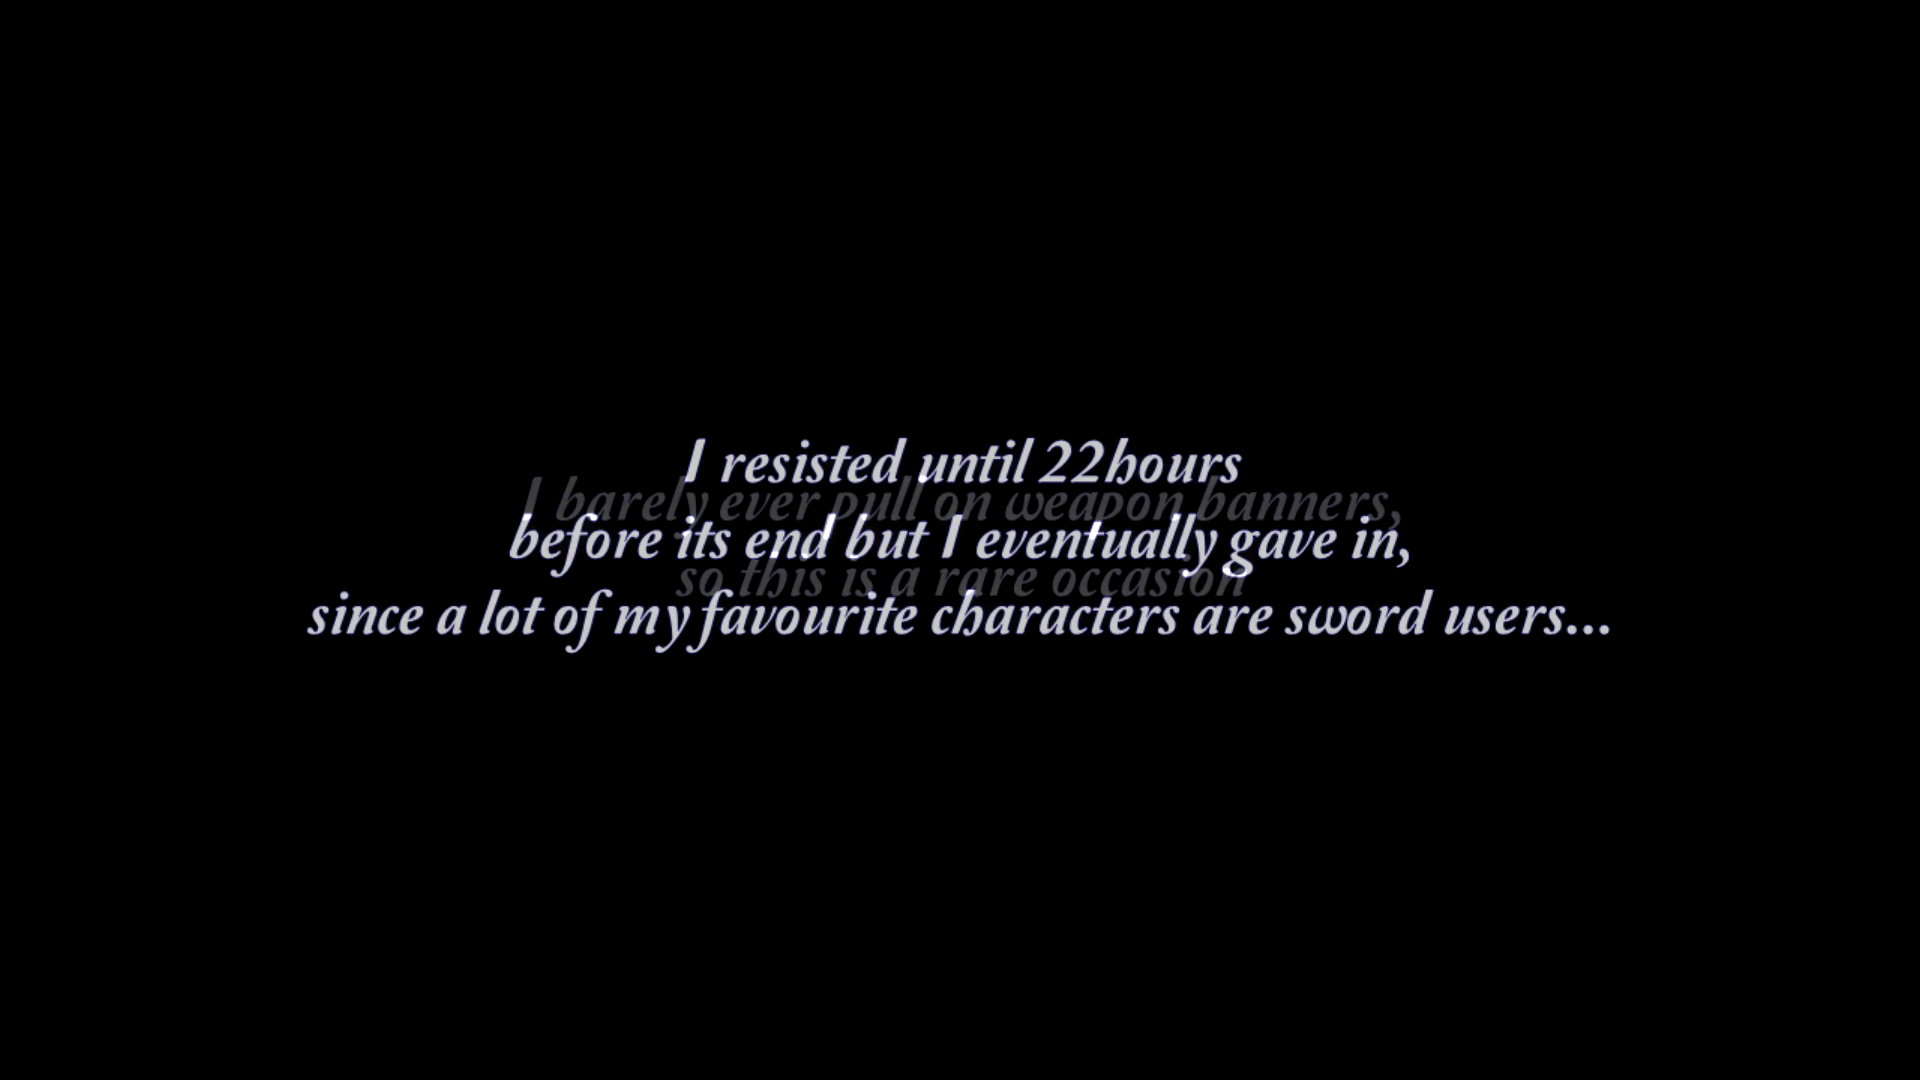 I resisted until 22hours
I barely ever pull on weapon banners,
before its end but I eventually gave in,
so this is a rare occasion
since a lot of my favourite characters are sword users...